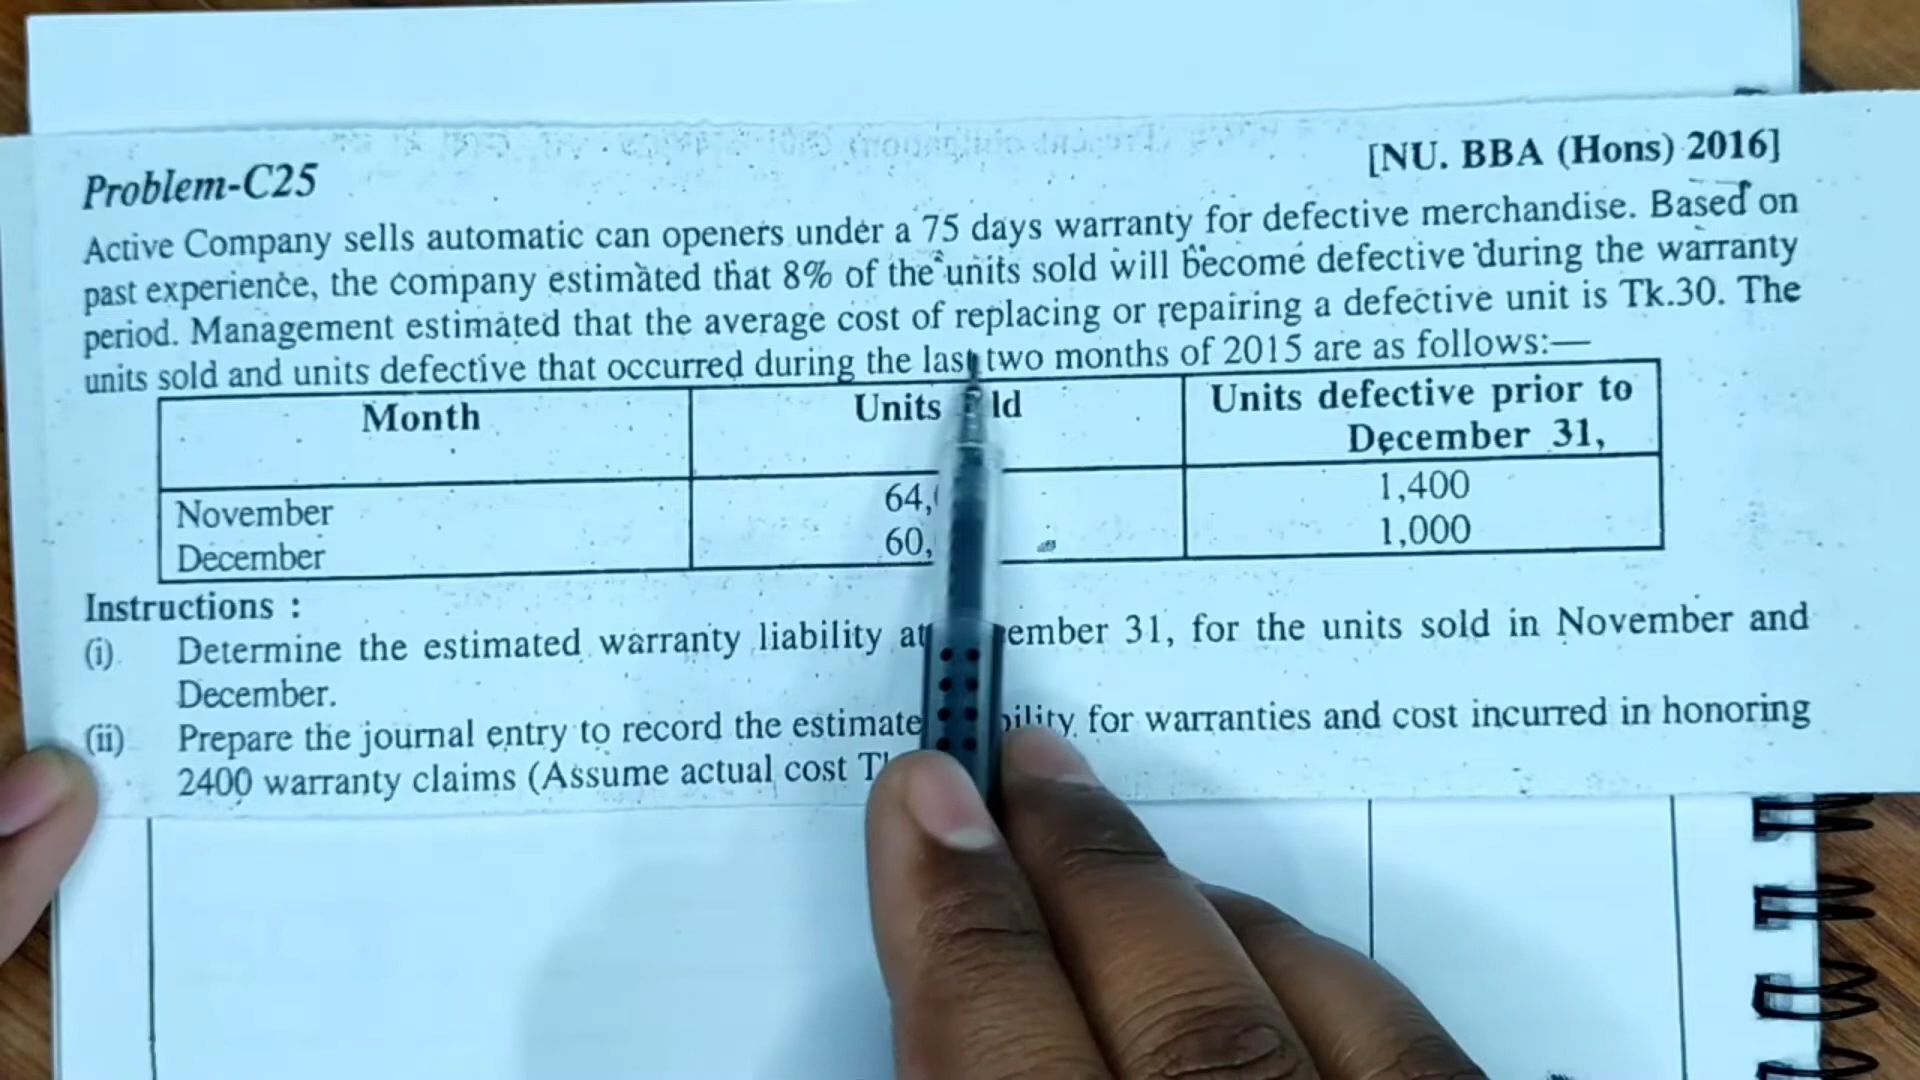 [NU. BBA (Hons) 2016]
Problem-C25
Active Company sells automatic can openers under a 75 days warranty for defective merchandise. Based on
past experience, the company estimated that 8% of the units sold will become defective during the warranty
period. Management estimated that the average cost of replacing or repairing a defective unit is Tk.30. The
units sold and units defective that occurred during the last two months of 2015 are as follows:—
Month Units Units defective prior to
December 31,
November 64, 1,400
December 60, 1,000
Instructions :
(i) Determine the estimated warranty liability at 31, for the units sold in November and
December.
(ii) Prepare the journal entry to record the for warranties and cost incurred in honoring
2400 warranty claims (Assume actual cost